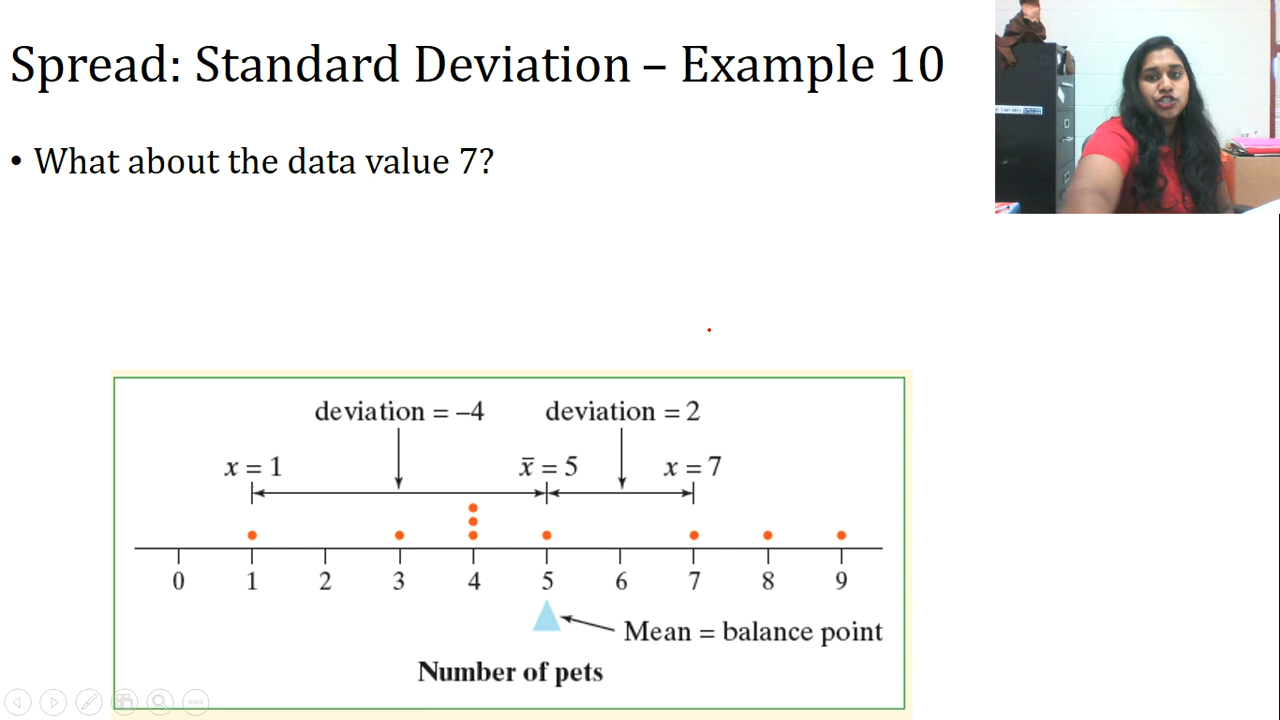 Spread: Standard Deviation – Example 10
• What about the data value 7?
deviation = –4
deviation = 2
x = 1
x̄ = 5
x = 7
0 1 2 3 4 5 6 7 8 9
Mean = balance point
Number of pets